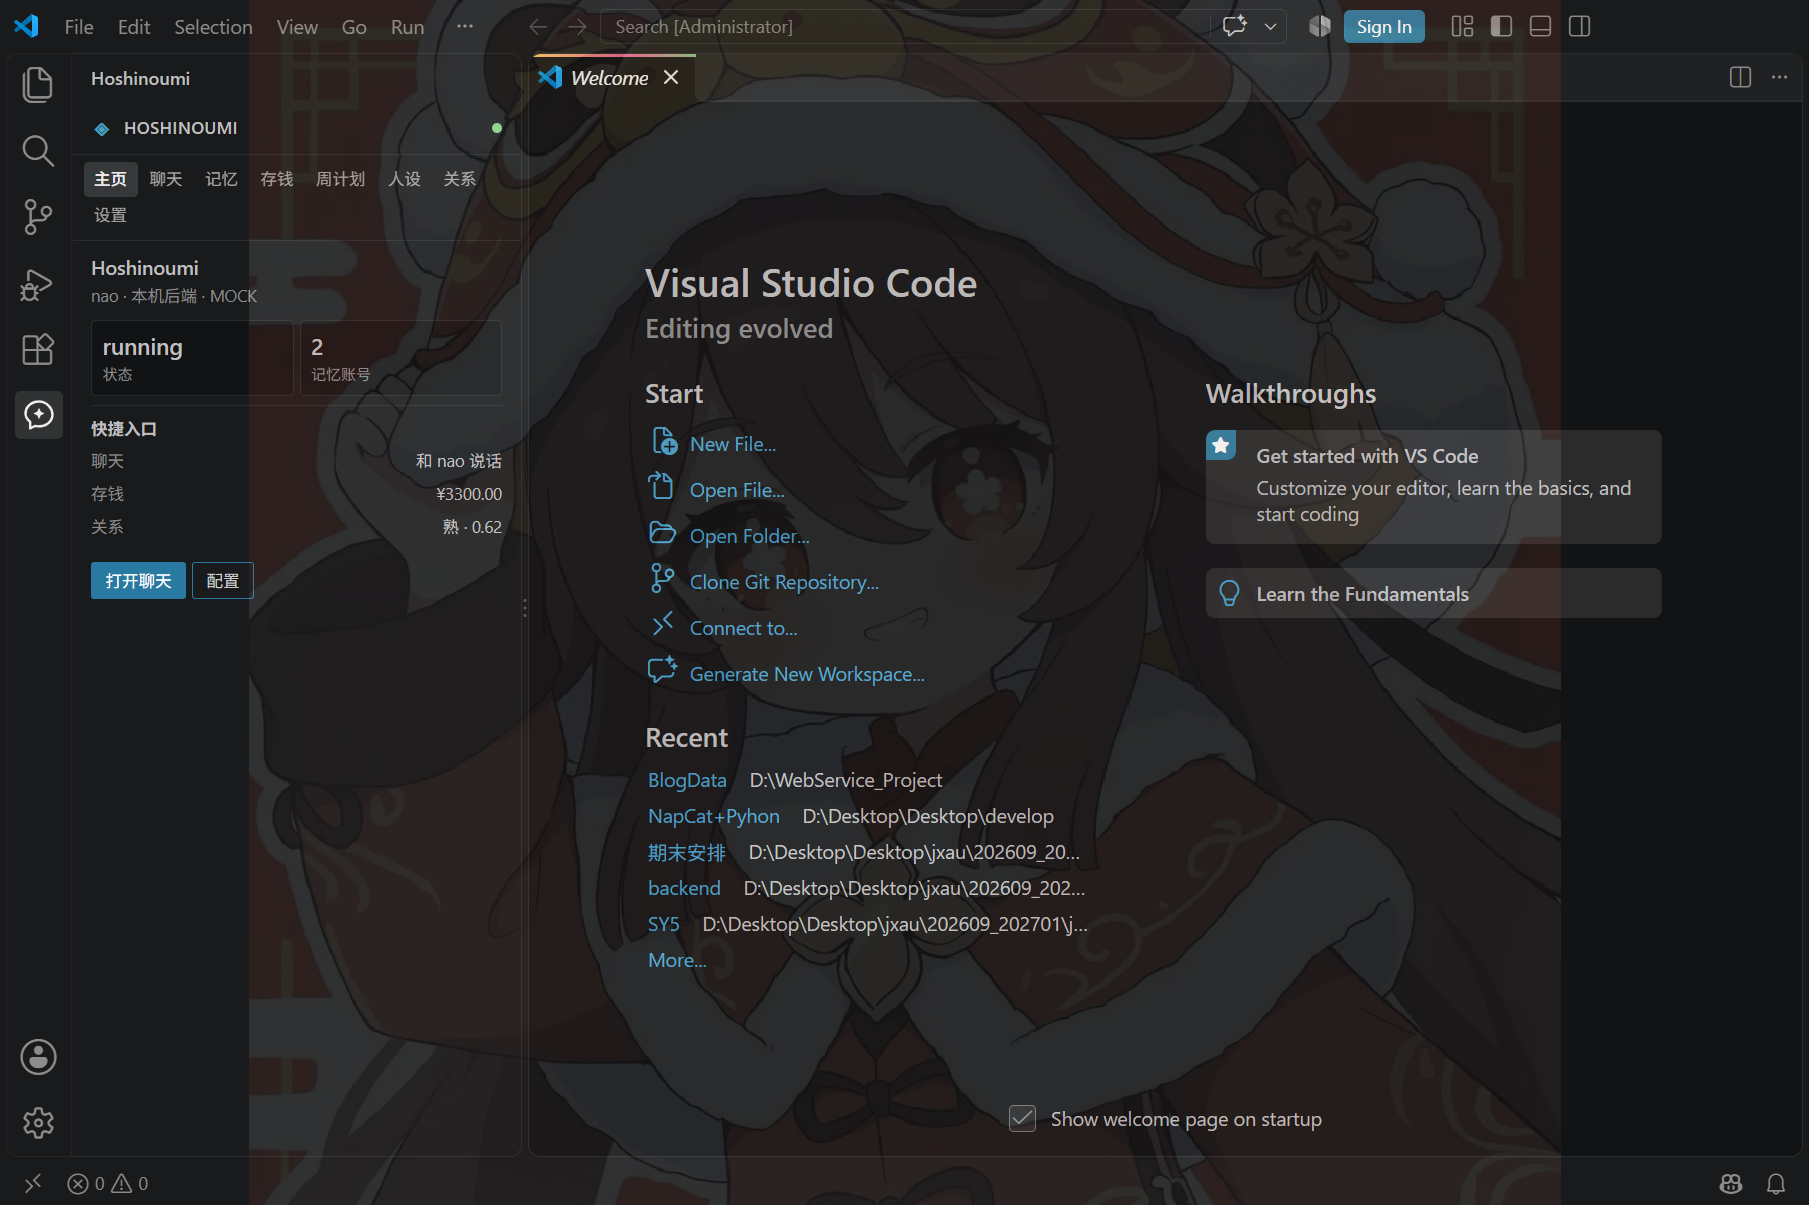 File Edit Selection View Go Run ··· Search [Administrator] Sign In
Hoshinoumi
Welcome
HOSHINOUMI
主页 聊天 记忆 存钱 周计划 人设 关系
设置
Hoshinoumi
nao · 本机后端 · MOCK
running
状态
2
记忆账号
快捷入口
聊天 和 nao 说话
存钱 ¥3300.00
关系 熟 · 0.62
打开聊天 配置
Visual Studio Code
Editing evolved
Start
New File...
Open File...
Open Folder...
Clone Git Repository...
Connect to...
Generate New Workspace...
Recent
BlogData D:\WebService_Project
NapCat+Pyhon D:\Desktop\Desktop\develop
期末安排 D:\Desktop\Desktop\jxau\202609_20...
backend D:\Desktop\Desktop\jxau\202609_202...
SY5 D:\Desktop\Desktop\jxau\202609_202701\j...
More...
Walkthroughs
Get started with VS Code
Customize your editor, learn the basics, and
start coding
Learn the Fundamentals
Show welcome page on startup
0 0